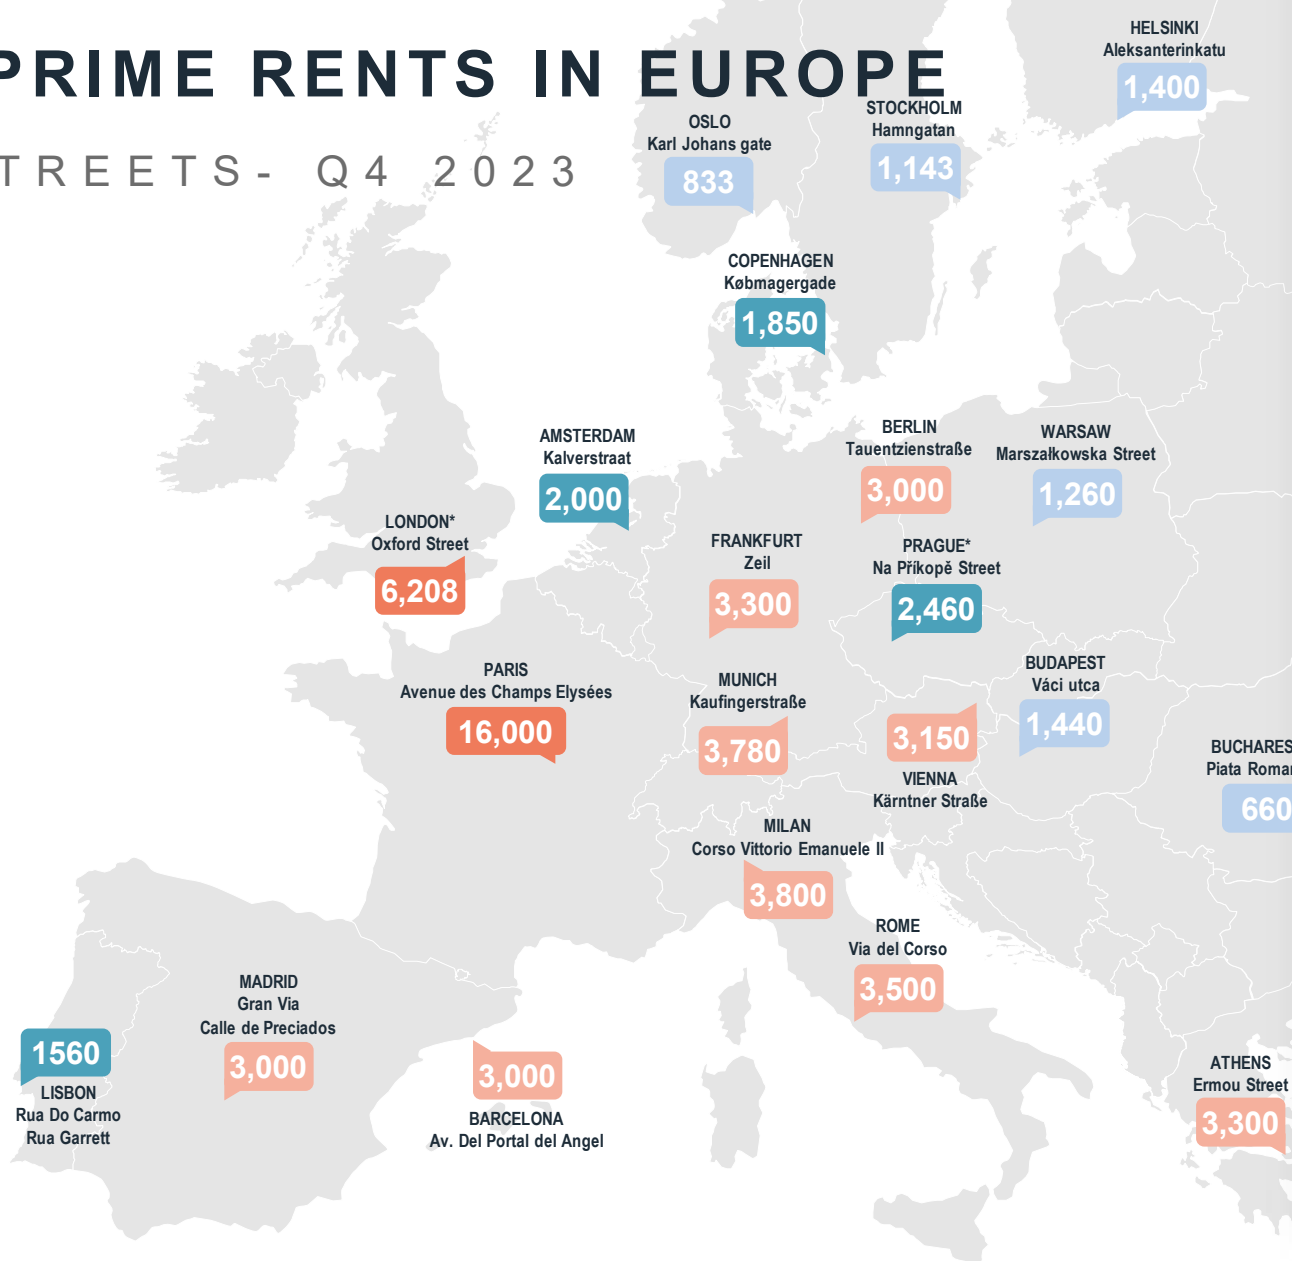 PRIME RENTS IN EUROPE
TREETS- Q4 2023
HELSINKI
Aleksanterinkatu
1,400
STOCKHOLM
Hamngatan
1,143
OSLO
Karl Johans gate
833
COPENHAGEN
Købmagergade
1,850
AMSTERDAM
Kalverstraat
2,000
BERLIN
Tauentzienstraße
3,000
WARSAW
Marszałkowska Street
1,260
LONDON*
Oxford Street
6,208
FRANKFURT
Zeil
3,300
PRAGUE*
Na Příkopě Street
2,460
PARIS
Avenue des Champs Elysées
16,000
MUNICH
Kaufingerstraße
3,780
3,150
VIENNA
Kärntner Straße
BUDAPEST
Váci utca
1,440
BUCHARES
Piata Roma
660
MILAN
Corso Vittorio Emanuele II
3,800
ROME
Via del Corso
3,500
MADRID
Gran Via
Calle de Preciados
3,000
1560
LISBON
Rua Do Carmo
Rua Garrett
3,000
BARCELONA
Av. Del Portal del Angel
ATHENS
Ermou Street
3,300